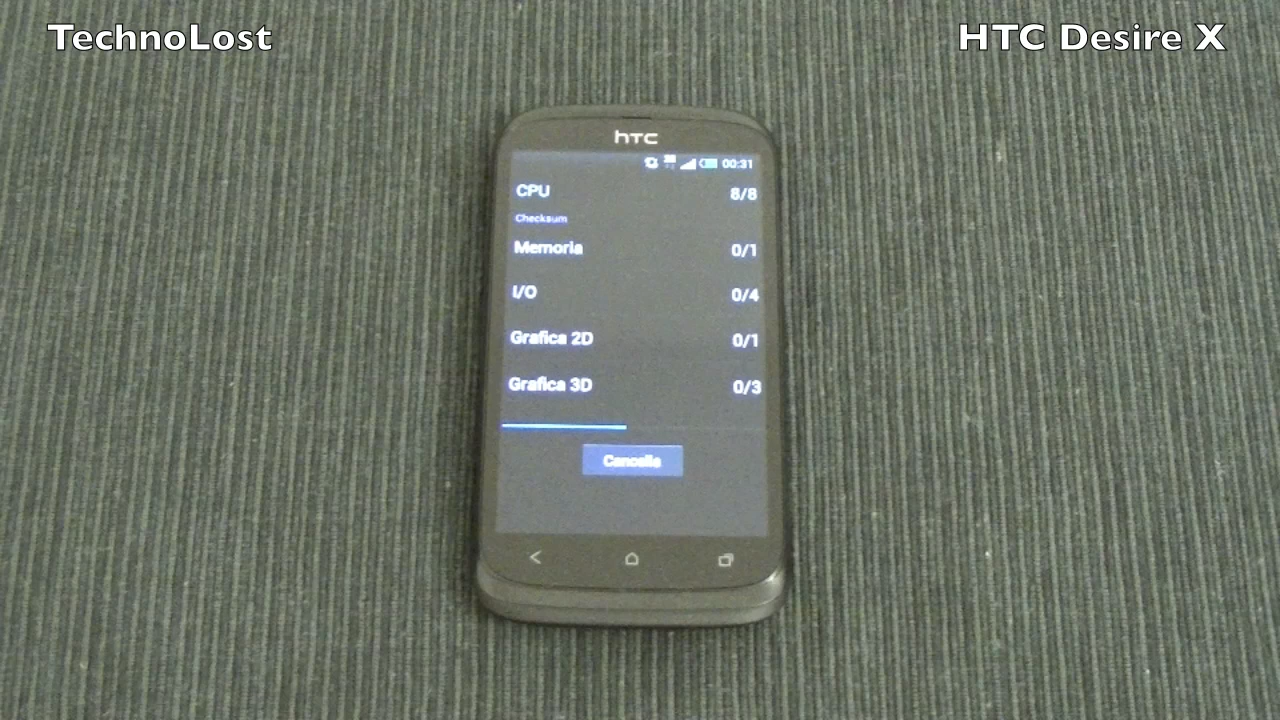 TechnoLost
HTC Desire X
hTC
00:31
CPU 8/8
Checksum
Memoria 0/1
I/O 0/4
Grafica 2D 0/1
Grafica 3D 0/3
Cancella